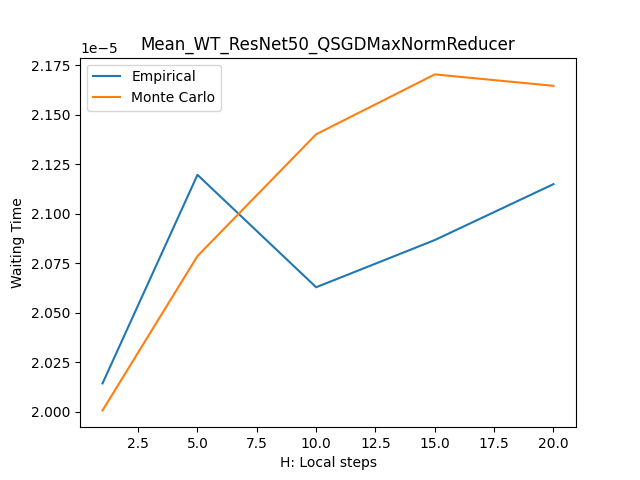 Mean_WT_ResNet50_QSGDMaxNormReducer
1e−5
Empirical
Monte Carlo
2.175
2.150
2.125
2.100
2.075
2.050
2.025
2.000
Waiting Time
2.5 5.0 7.5 10.0 12.5 15.0 17.5 20.0
H: Local steps